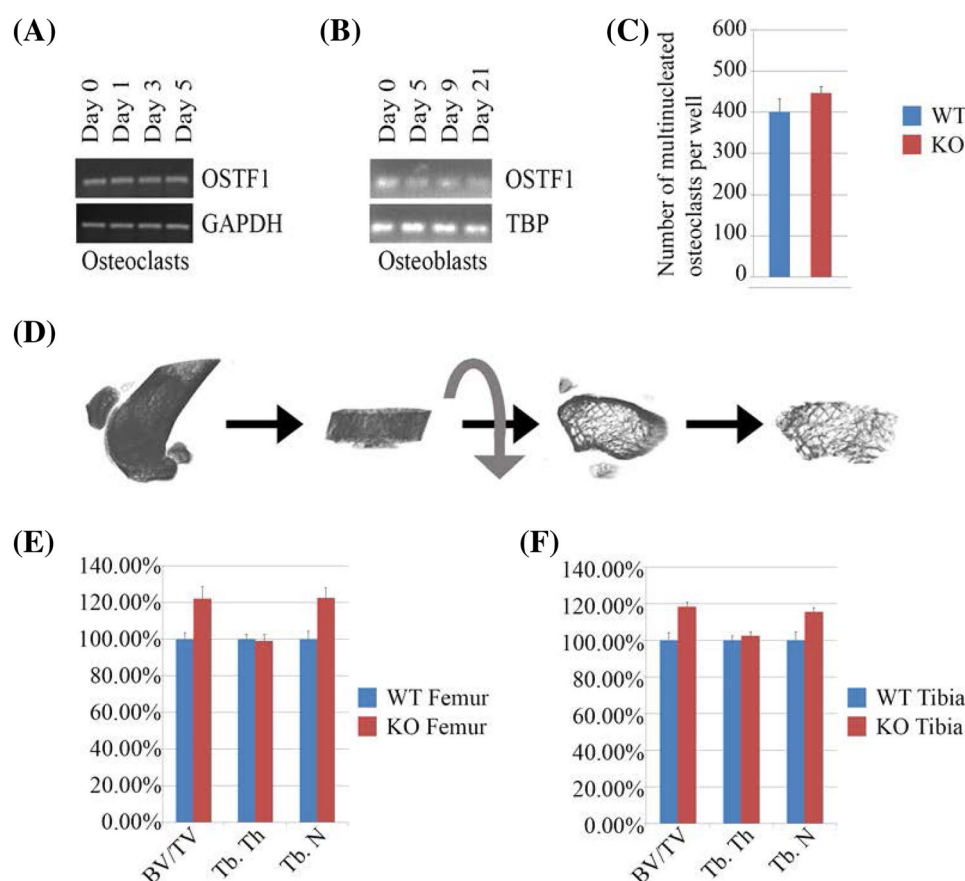 (A)
Day 0
Day 1
Day 3
Day 5
OSTF1
GAPDH
Osteoclasts
(B)
Day 0
Day 5
Day 9
Day 21
OSTF1
TBP
Osteoblasts
(C)
Number of multinucleated
osteoclasts per well
600
500
400
300
200
100
0
WT
KO
(D)
(E)
140.00%
120.00%
100.00%
80.00%
60.00%
40.00%
20.00%
0.00%
BV/TV
Tb. Th
Tb. N
WT Femur
KO Femur
(F)
140.00%
120.00%
100.00%
80.00%
60.00%
40.00%
20.00%
0.00%
BV/TV
Tb. Th
Tb. N
WT Tibia
KO Tibia